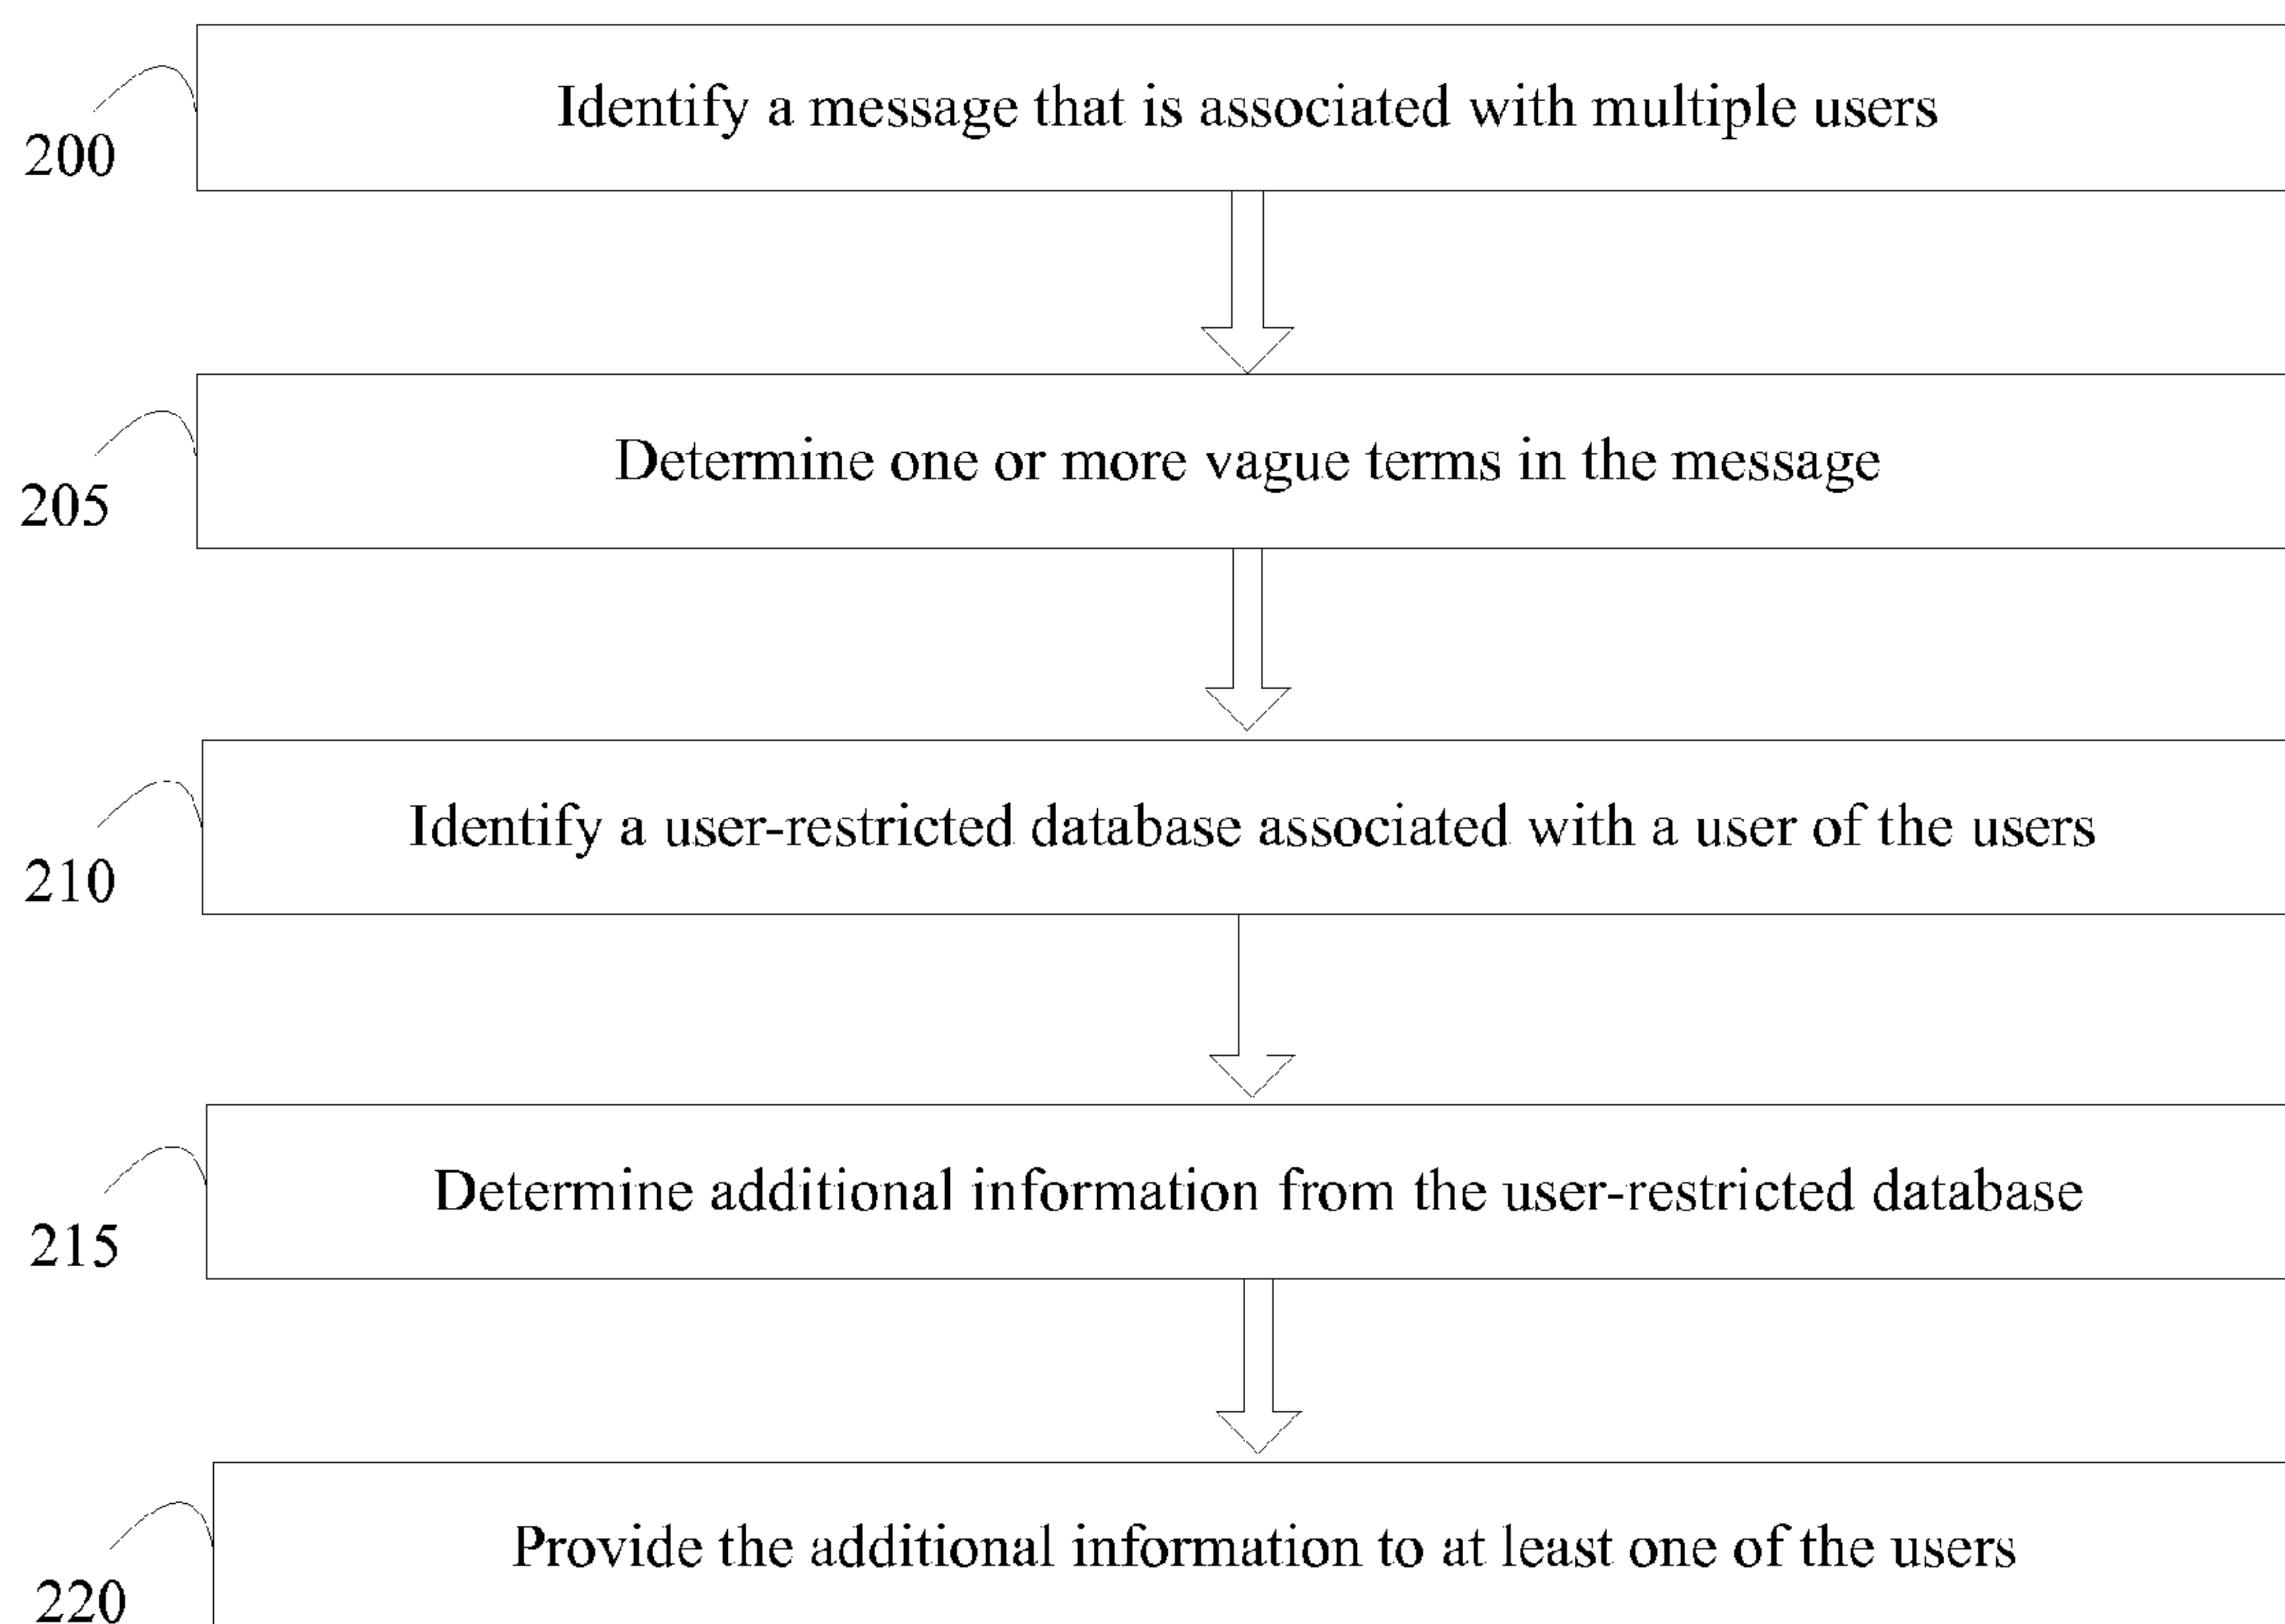 Identify a message that is associated with multiple users
200
Determine one or more vague terms in the message
205
Identify a user-restricted database associated with a user of the users
210
Determine additional information from the user-restricted database
215
Provide the additional information to at least one of the users
220